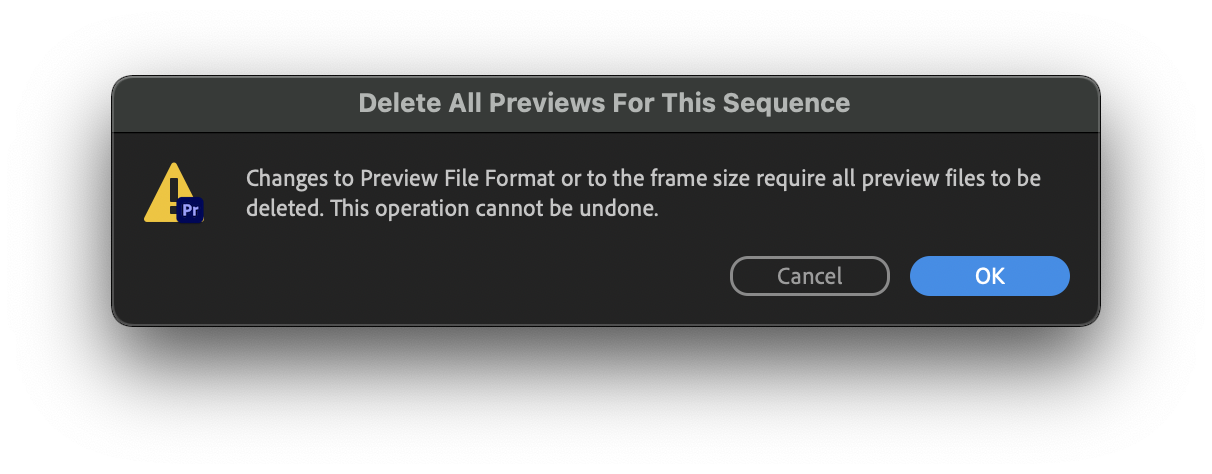 Delete All Previews For This Sequence
Changes to Preview File Format or to the frame size require all preview files to be
deleted. This operation cannot be undone.
Pr
Cancel
OK